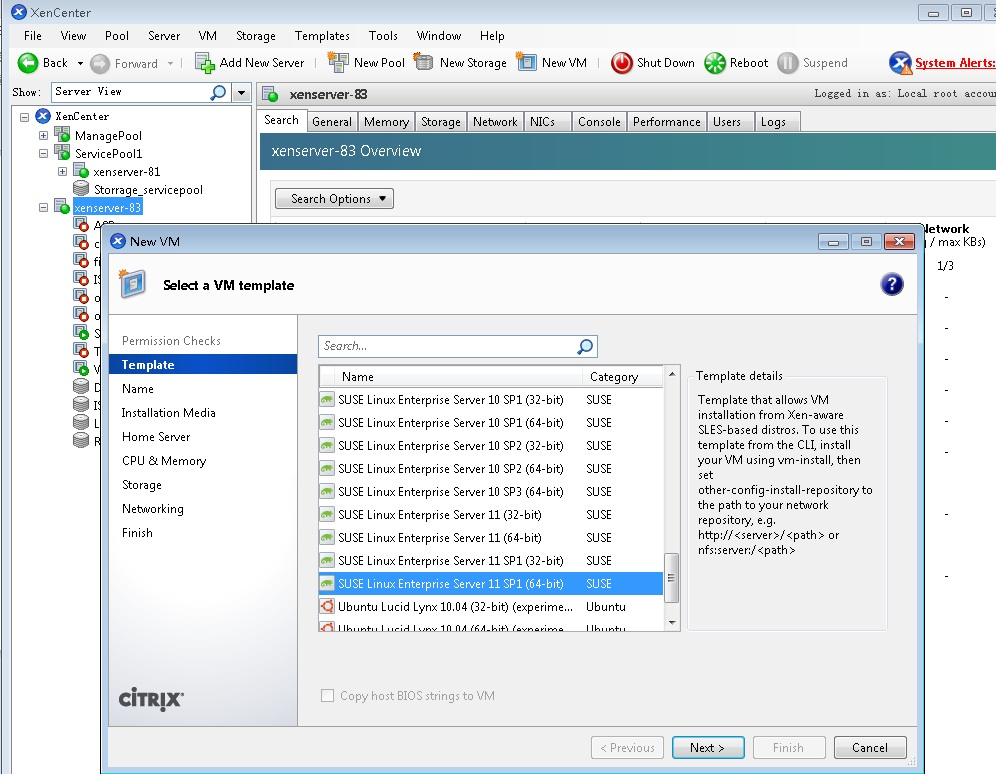 XenCenter
File View Pool Server VM Storage Templates Tools Window Help
Back Forward Add New Server New Pool New Storage New VM Shut Down Reboot Suspend System Alerts:
Show: Server View
xenserver-83
Logged in as: Local root
XenCenter
ManagePool
ServicePool1
xenserver-81
Storrage_servicepool
xenserver-83
Search General Memory Storage Network NICs Console Performance Users Logs
xenserver-83 Overview
Search Options
/ max KBs)
1/3
-
-
-
-
-
-
-
-
New VM
Select a VM template
?
Permission Checks
Template
Name
Installation Media
Home Server
CPU & Memory
Storage
Networking
Finish
CITRIX
Search...
Name Category
SUSE Linux Enterprise Server 10 SP1 (32-bit) SUSE
SUSE Linux Enterprise Server 10 SP1 (64-bit) SUSE
SUSE Linux Enterprise Server 10 SP2 (32-bit) SUSE
SUSE Linux Enterprise Server 10 SP2 (64-bit) SUSE
SUSE Linux Enterprise Server 10 SP3 (64-bit) SUSE
SUSE Linux Enterprise Server 11 (32-bit) SUSE
SUSE Linux Enterprise Server 11 (64-bit) SUSE
SUSE Linux Enterprise Server 11 SP1 (32-bit) SUSE
SUSE Linux Enterprise Server 11 SP1 (64-bit) SUSE
Ubuntu Lucid Lynx 10.04 (32-bit) (experime... Ubuntu
Ubuntu Lucid Lynx 10.04 (64-bit) (experime... Ubuntu
Template details
Template that allows VM
installation from Xen-aware
SLES-based distros. To use this
template from the CLI, install
your VM using vm-install, then
set
other-config-install-repository to
the path to your network
repository, e.g.
http://<server>/<path> or
nfs:server:/<path>
Copy host BIOS strings to VM
< Previous Next > Finish Cancel